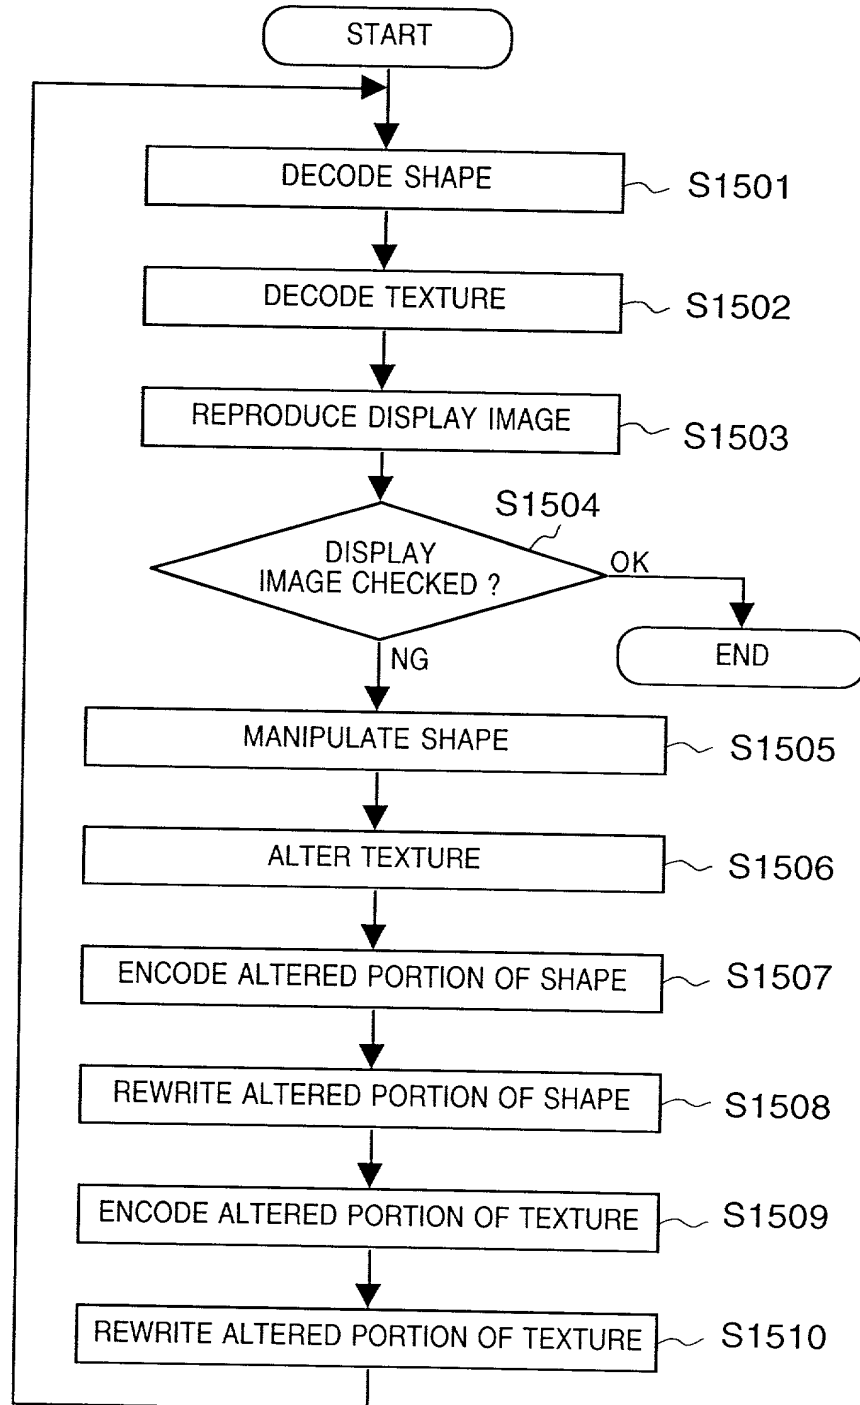 START
DECODE SHAPE
S1501
DECODE TEXTURE
S1502
REPRODUCE DISPLAY IMAGE
S1503
S1504
DISPLAY
IMAGE CHECKED ?
OK
END
NG
MANIPULATE SHAPE
S1505
ALTER TEXTURE
S1506
ENCODE ALTERED PORTION OF SHAPE
S1507
REWRITE ALTERED PORTION OF SHAPE
S1508
ENCODE ALTERED PORTION OF TEXTURE
S1509
REWRITE ALTERED PORTION OF TEXTURE
S1510